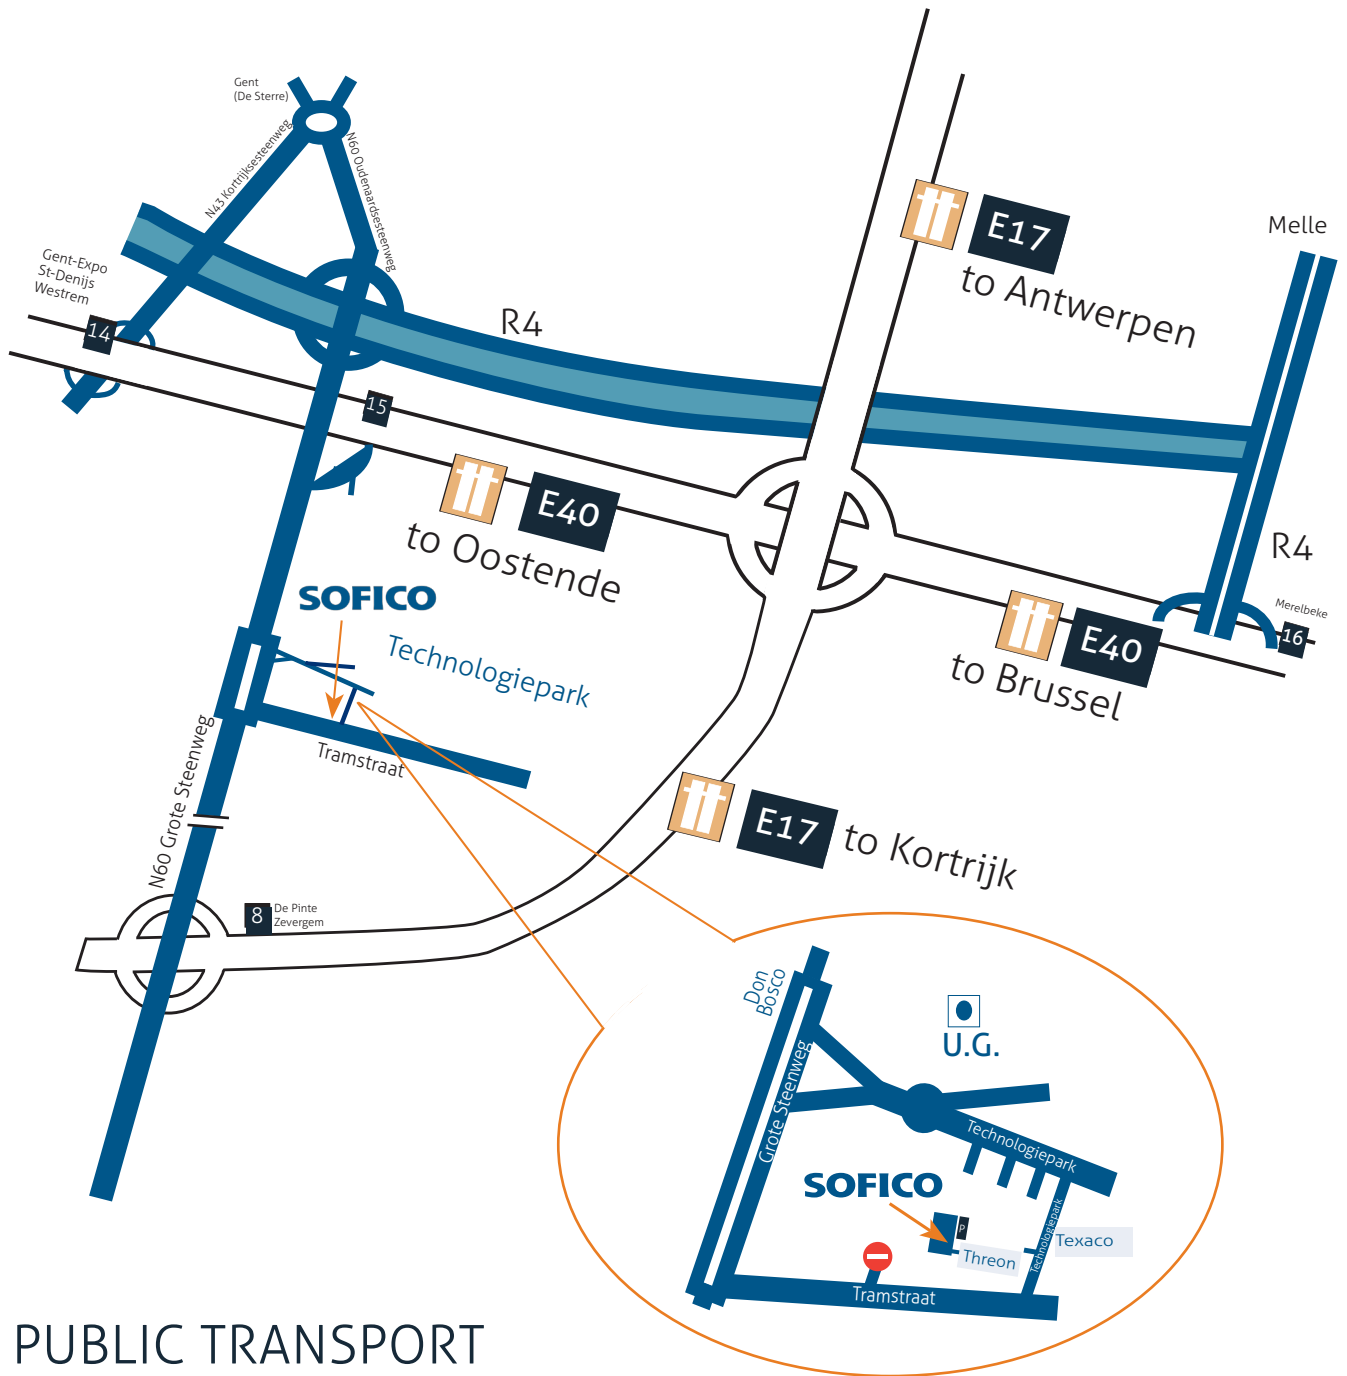 Gent
(De Sterre)
N43 Kortrijksesteenweg
N60 Oudenaardsesteenweg
Gent-Expo
St-Denijs
Westrem
14
15
R4
E17
to Antwerpen
Melle
E40
to Oostende
R4
Merelbeke
16
E40
to Brussel
SOFICO
Technologiepark
Tramstraat
N60 Grote Steenweg
E17
to Kortrijk
8
De Pinte
Zevergem
Don
Bosco
U.G.
Grote Steenweg
Technologiepark
SOFICO
P
Technologiepark
Texaco
Threon
Tramstraat
PUBLIC TRANSPORT